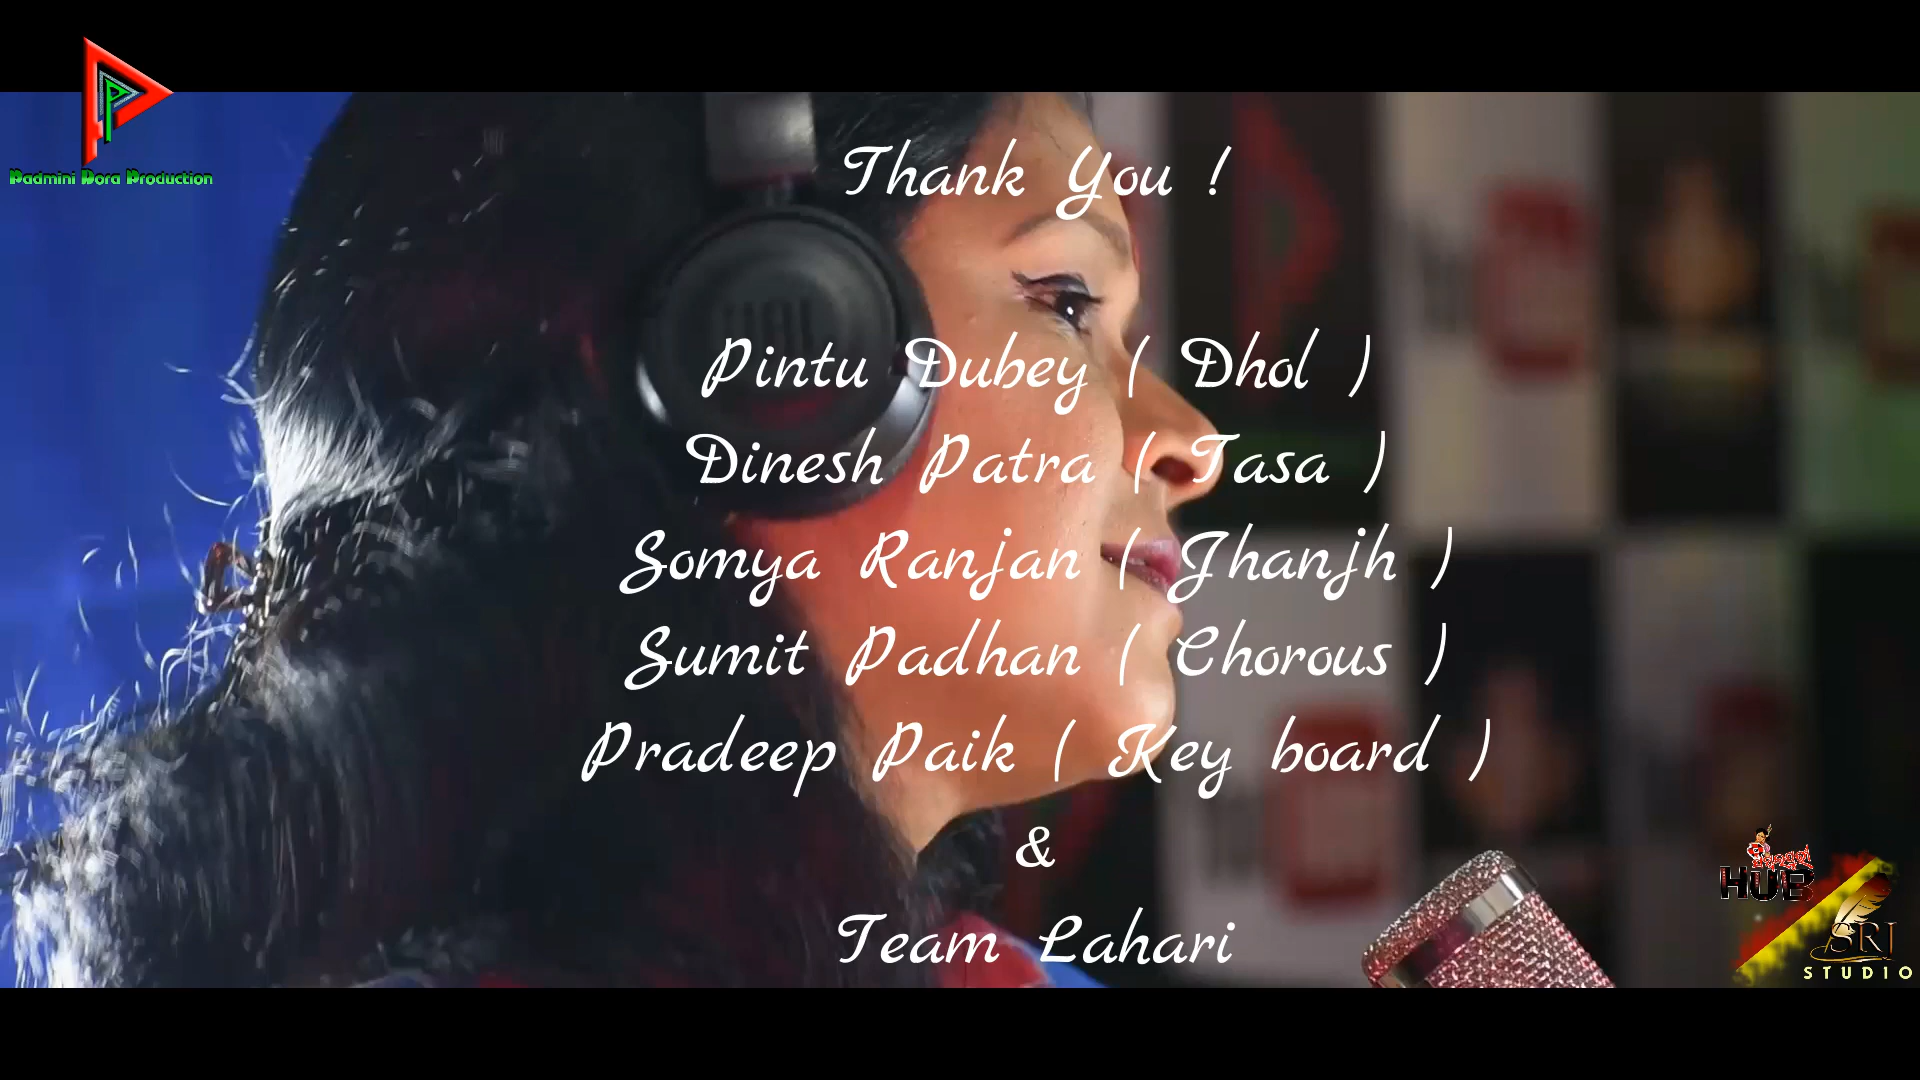 Padmini Dora Production
Thank You !
Pintu Dubey ( Dhol )
Dinesh Patra ( Tasa )
Somya Ranjan ( Jhanjh )
Sumit Padhan ( Chorous )
Pradeep Paik ( Key board )
&
Team Lahari
JBL
HUB
SRI
STUDIO